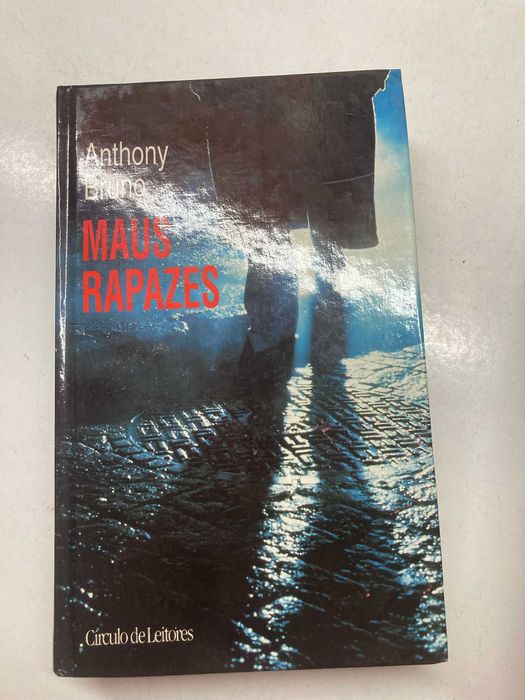 Anthony
Bruno
MAUS
RAPAZES
Círculo de Leitores